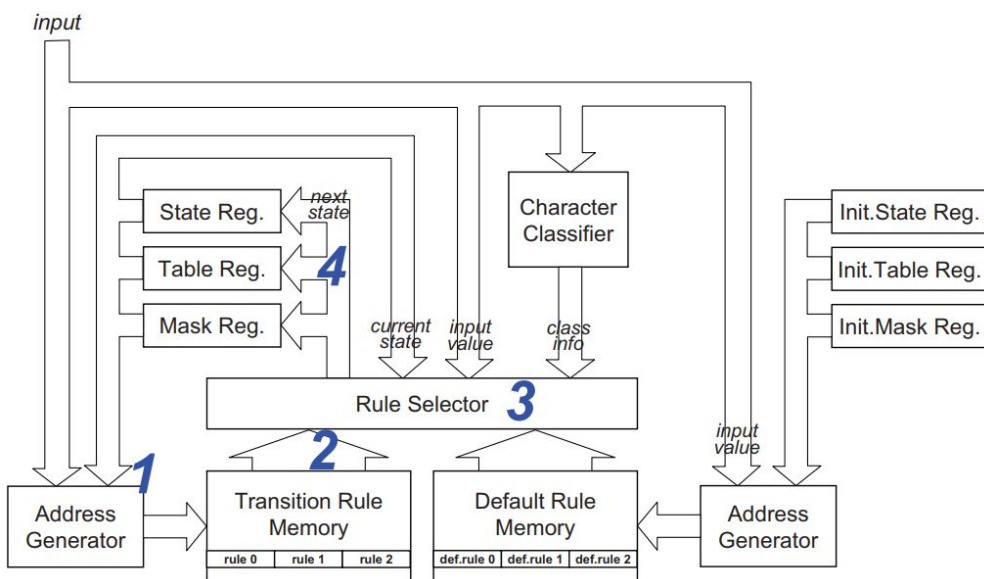 input
State Reg.
next
state
Table Reg.
4
Mask Reg.
Character
Classifier
Init.State Reg.
Init.Table Reg.
Init.Mask Reg.
current
state
input
value
class
info
Rule Selector
3
1
2
input
value
Address
Generator
Transition Rule
Memory
rule 0
rule 1
rule 2
Default Rule
Memory
def.rule 0
def.rule 1
def.rule 2
Address
Generator